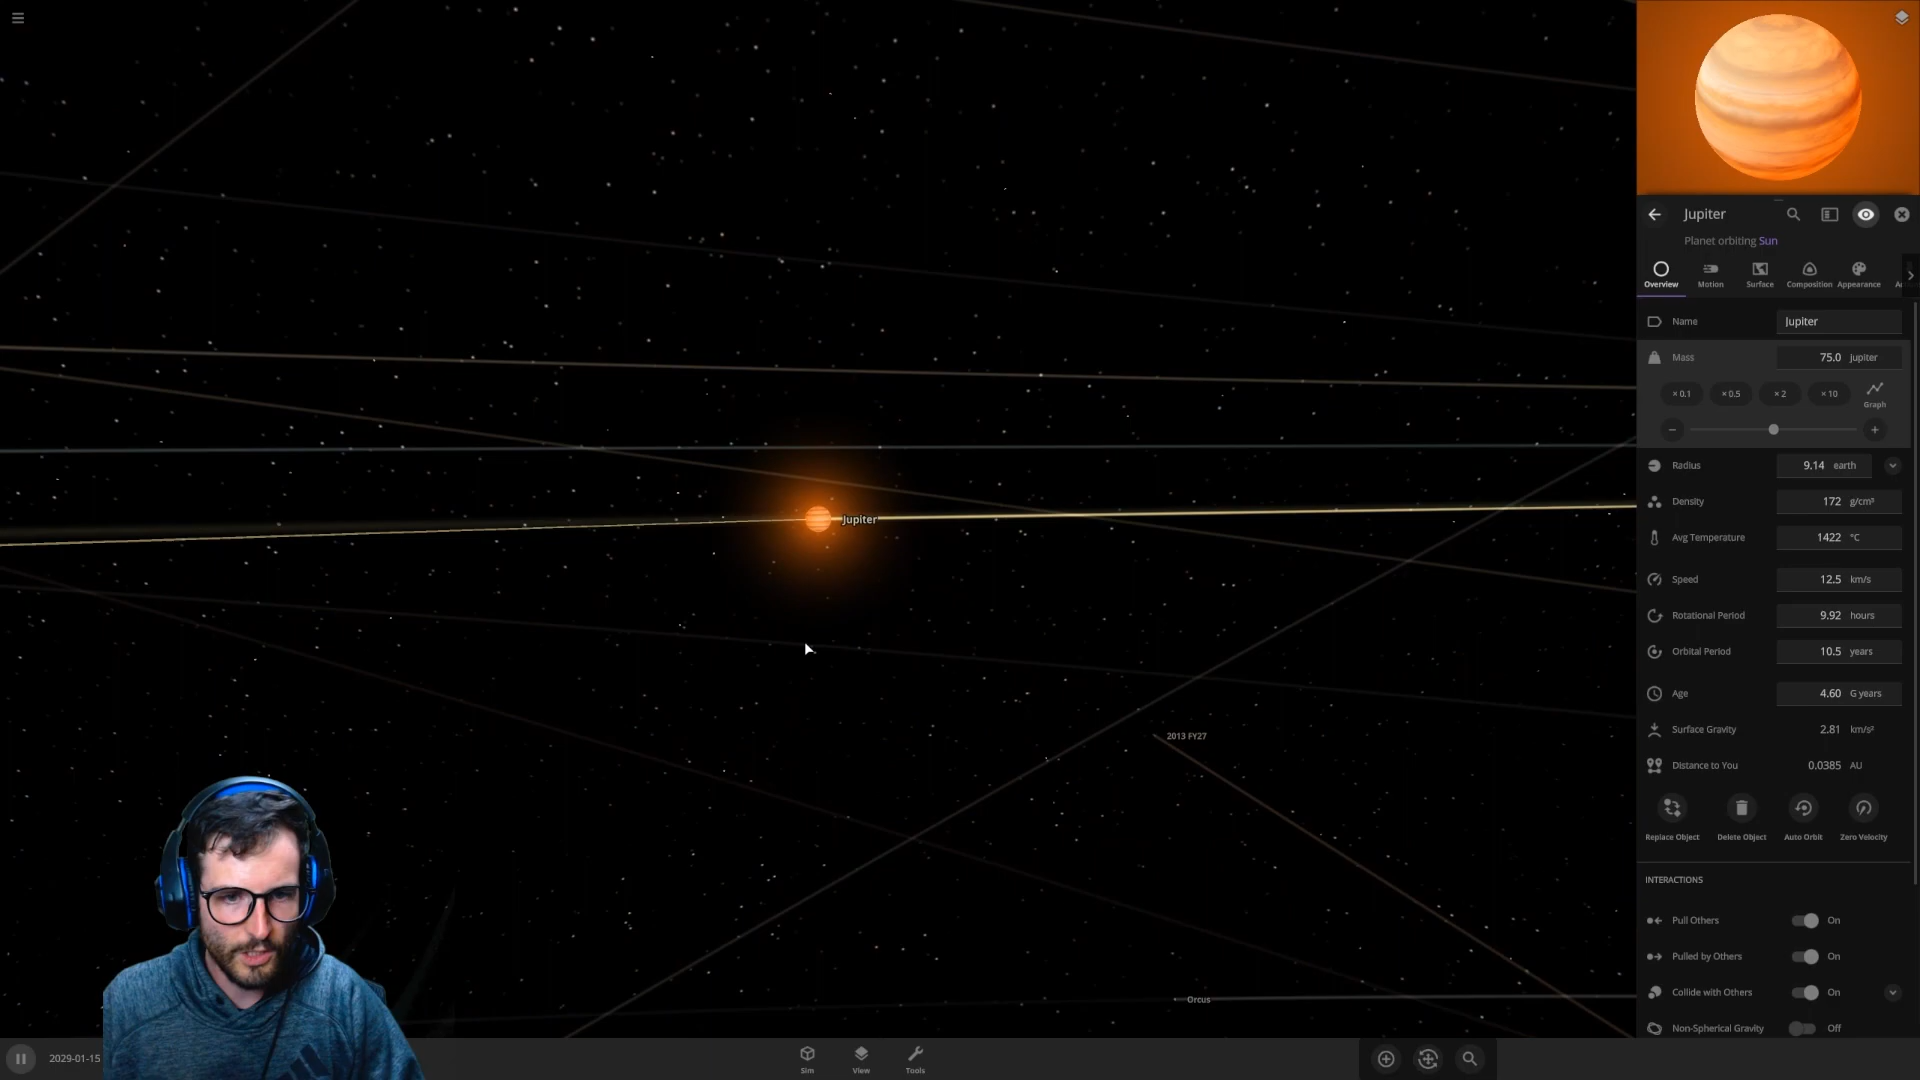 Jupiter
Planet orbiting Sun
Overview
Motion
Surface
Composition
Appearance
Name
Jupiter
Mass
75.0 Jupiter
× 0.1
× 0.5
× 2
× 10
Graph
Radius
9.14 earth
Density
172 g/cm³
Avg Temperature
1422 °C
Speed
12.5 km/s
Rotational Period
9.92 hours
Orbital Period
10.5 years
Age
4.60 G years
Surface Gravity
2.81 km/s²
Distance to You
0.0385 AU
Replace Object
Delete Object
Auto Orbit
Zero Velocity
INTERACTIONS
Pull Others
On
Pulled by Others
On
Collide with Others
On
Non-Spherical Gravity
Off
Jupiter
2013 FY27
Orcus
2029-01-15
Sim
View
Tools